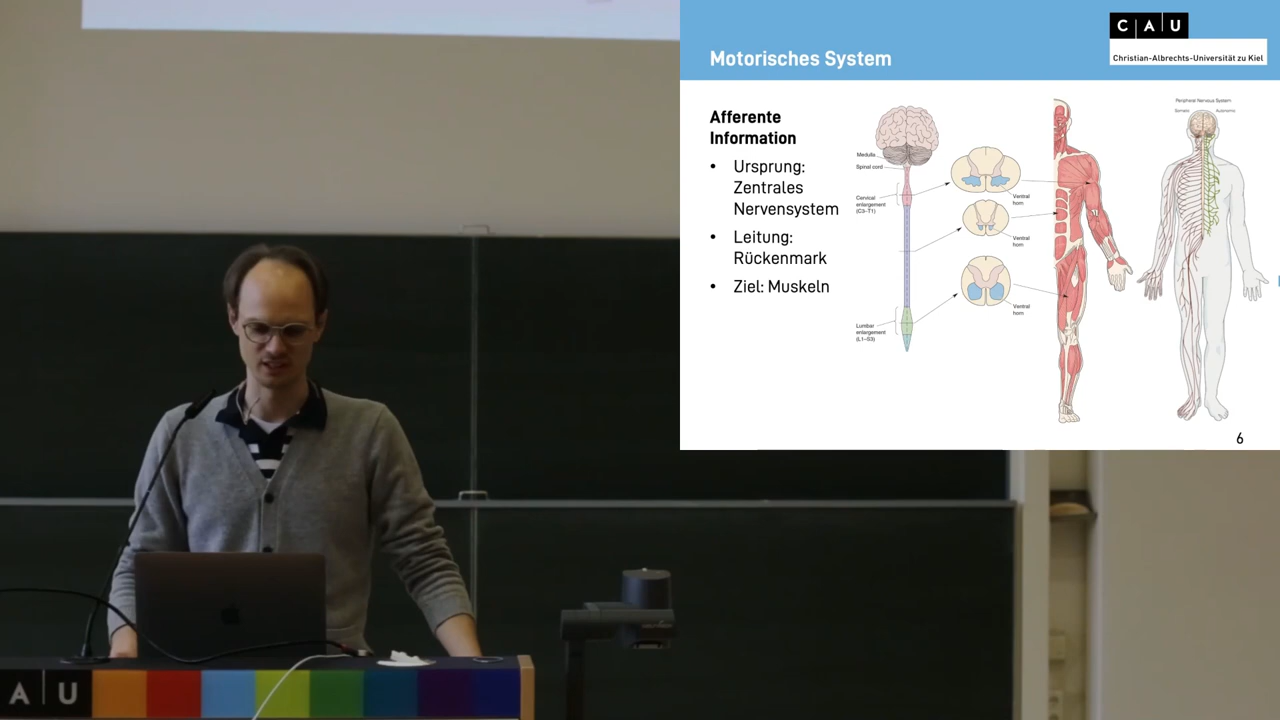 Motorisches System
C A U
Christian-Albrechts-Universität zu Kiel
Afferente
Information
• Ursprung:
Zentrales
Nervensystem
• Leitung:
Rückenmark
• Ziel: Muskeln
Medulla
Spinal cord
Cervical
enlargement
(C3–T1)
Lumbar
enlargement
(L1–S3)
Ventral
horn
Ventral
horn
Ventral
horn
Peripheral Nervous System
Somatic Autonomic
6
A U